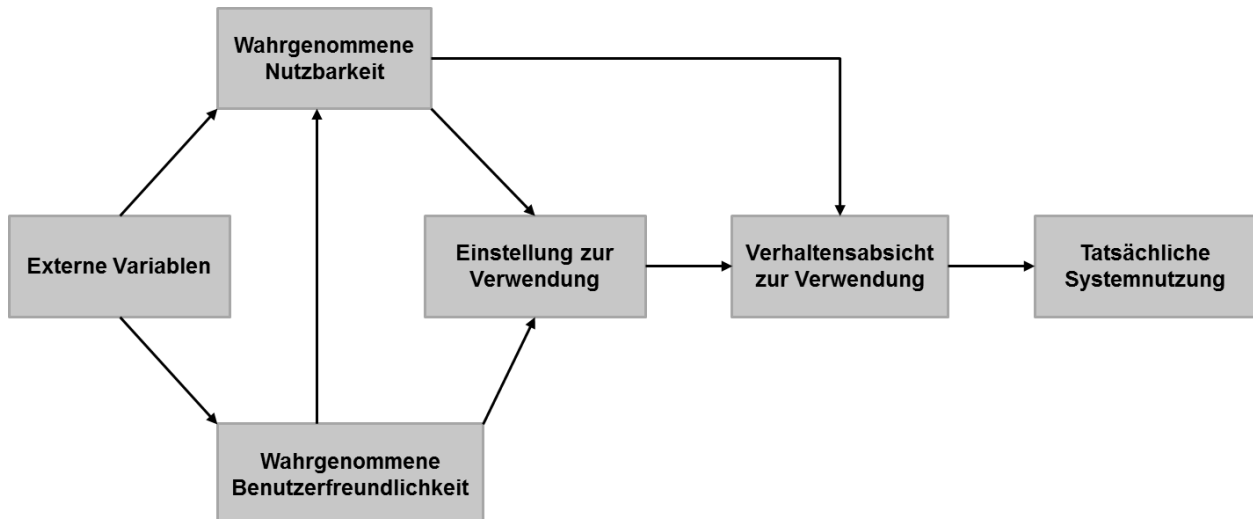 Wahrgenommene
Nutzbarkeit
Externe Variablen
Einstellung zur
Verwendung
Verhaltensabsicht
zur Verwendung
Tatsächliche
Systemnutzung
Wahrgenommene
Benutzerfreundlichkeit